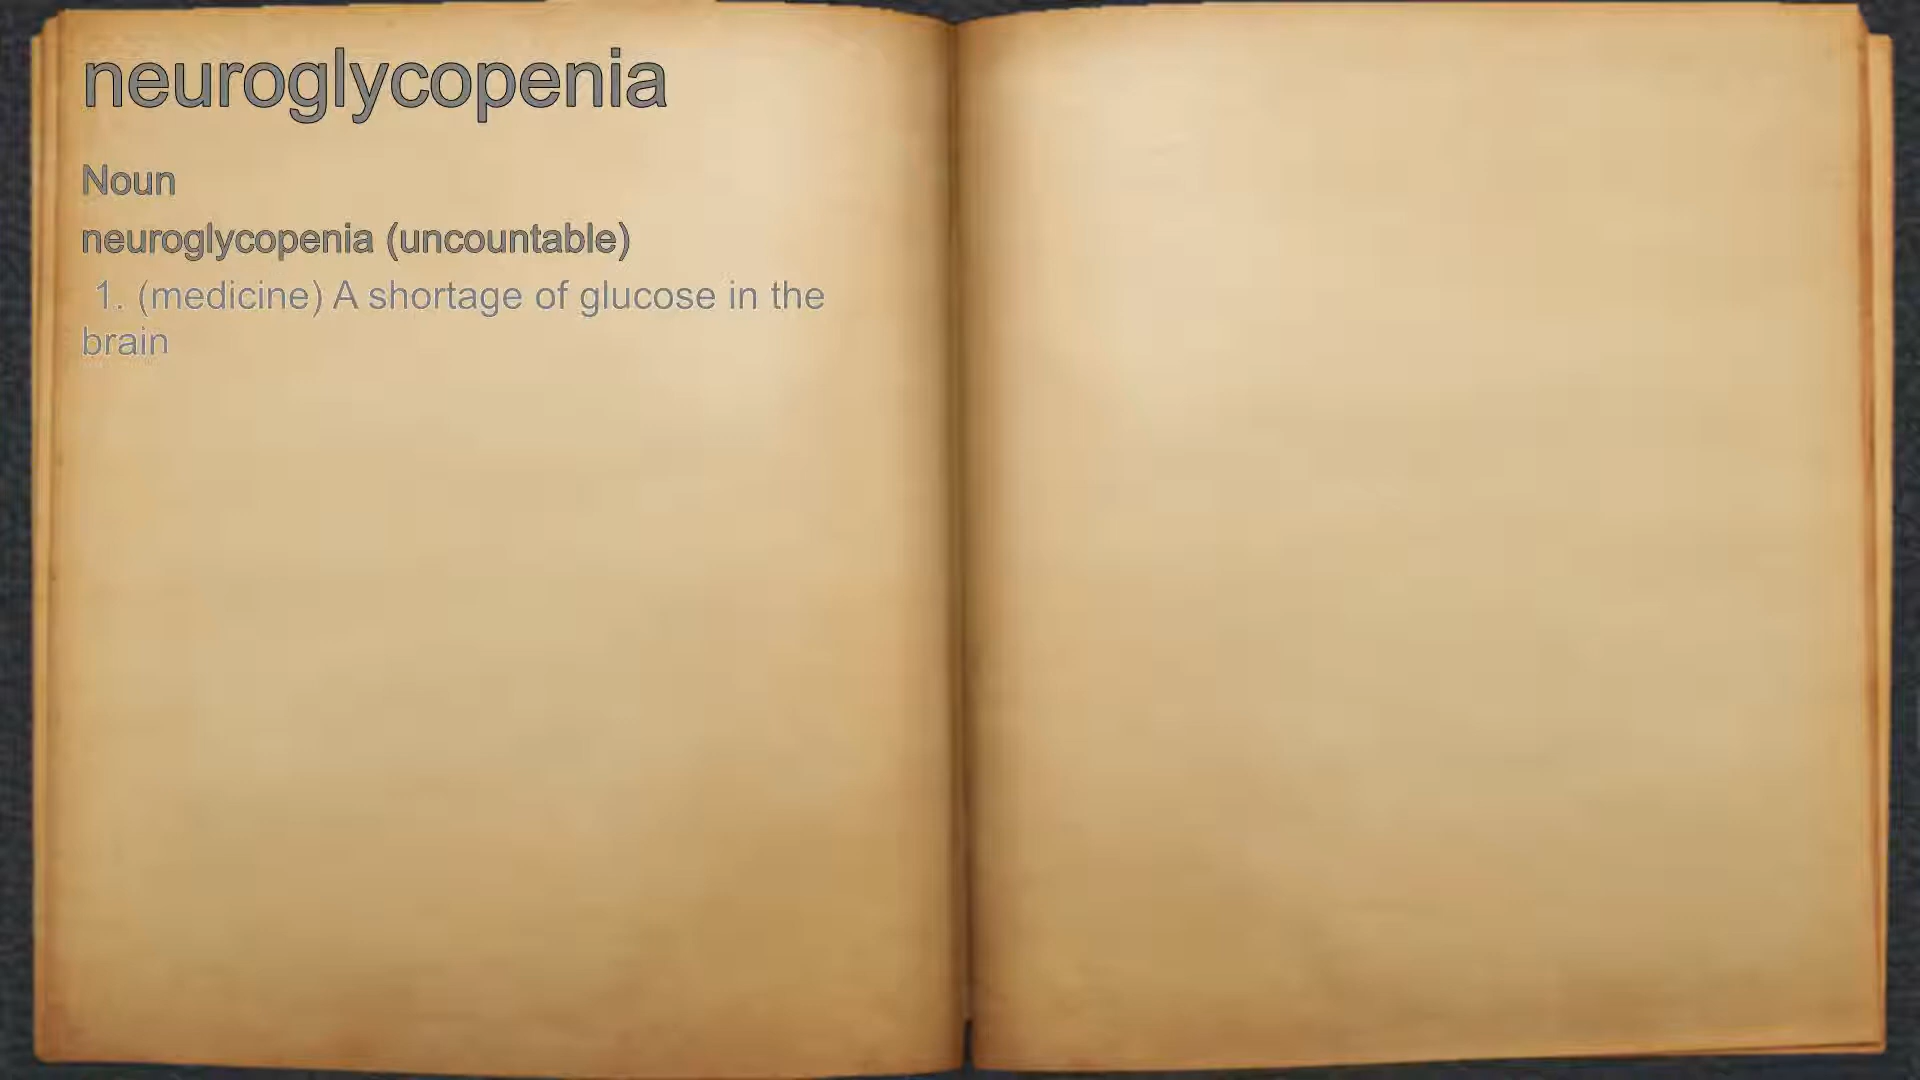 neuroglycopenia
Noun
neuroglycopenia (uncountable)
1. (medicine) A shortage of glucose in the
brain